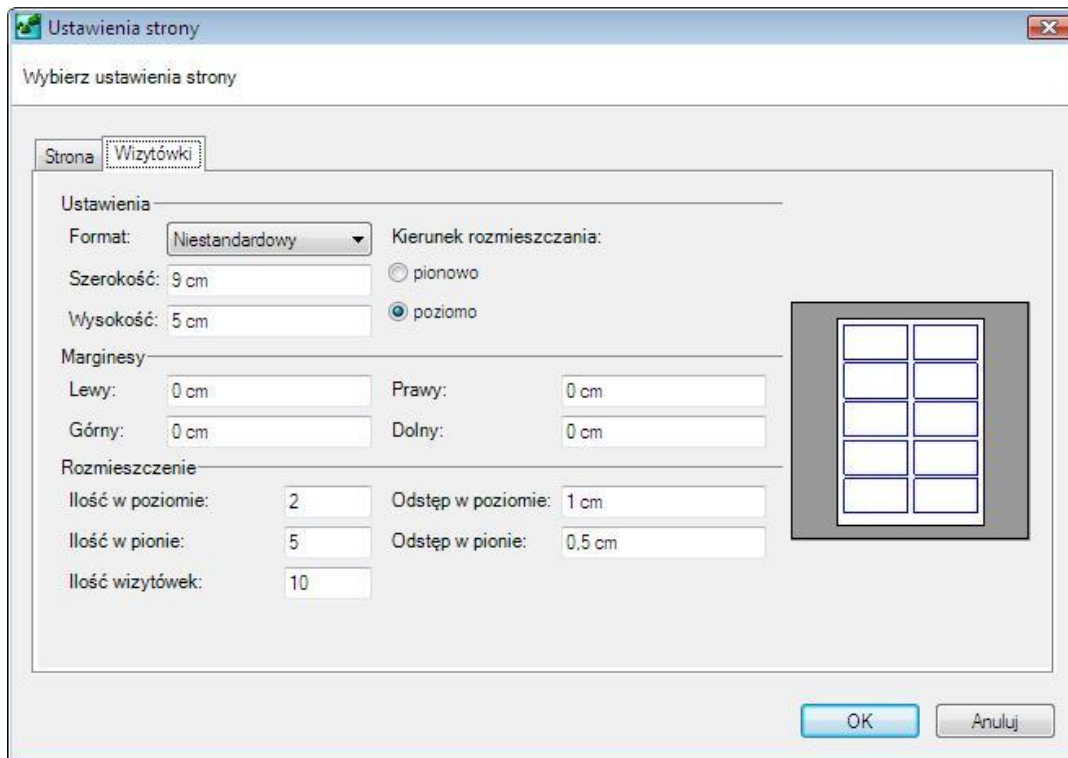 Ustawienia strony
Wybierz ustawienia strony
Strona Wizytówki
Ustawienia
Format: Niestandardowy Kierunek rozmieszczania:
Szerokość: 9 cm pionowo
Wysokość: 5 cm poziomo
Marginesy
Lewy: 0 cm Prawy: 0 cm
Górny: 0 cm Dolny: 0 cm
Rozmieszczenie
Ilość w poziomie: 2 Odstęp w poziomie: 1 cm
Ilość w pionie: 5 Odstęp w pionie: 0,5 cm
Ilość wizytówek: 10
OK Anuluj